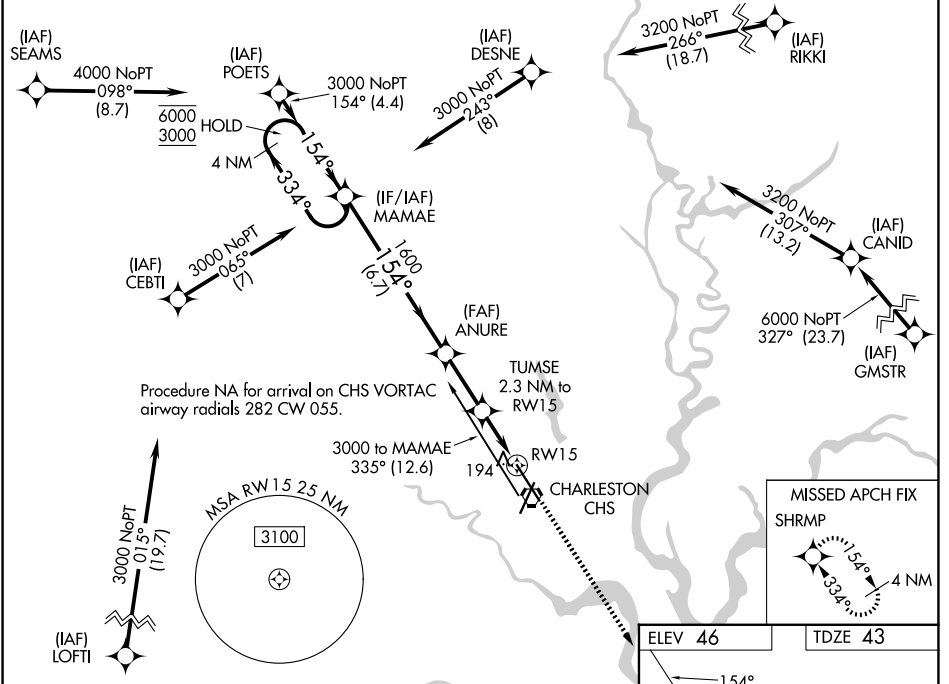 (IAF)
SEAMS
4000 NoPT
098°
(8.7)
(IAF)
POETS
3000 NoPT
154° (4.4)
6000
3000
HOLD
4 NM
154°
334°
(IF/IAF)
MAMAE
(IAF)
DESNE
3000 NoPT
243°
(8)
3200 NoPT
266°
(18.7)
(IAF)
RIKKI
(IAF)
CEBTI
3000 NoPT
065°
(7)
1600
154°
(6.7)
3200 NoPT
307°
(13.2)
(IAF)
CANID
6000 NoPT
327° (23.7)
(IAF)
GMSTR
(FAF)
ANURE
TUMSE
2.3 NM to
RW15
Procedure NA for arrival on CHS VORTAC
airway radials 282 CW 055.
3000 to MAMAE
335° (12.6)
194
RW15
CHARLESTON
CHS
3000 NoPT
015°
(19.7)
(IAF)
LOFTI
MSA RW15 25 NM
3100
MISSED APCH FIX
SHRMP
154°
334°
4 NM
ELEV 46
TDZE 43
154°